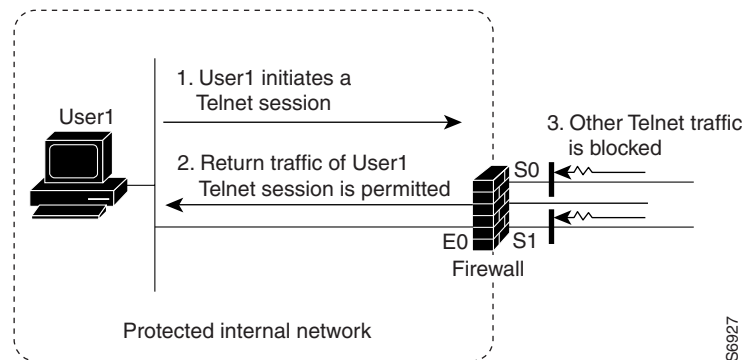 1. User1 initiates a
Telnet session
User1
2. Return traffic of User1
Telnet session is permitted
3. Other Telnet traffic
is blocked
S0
E0
S1
Firewall
Protected internal network
S6927